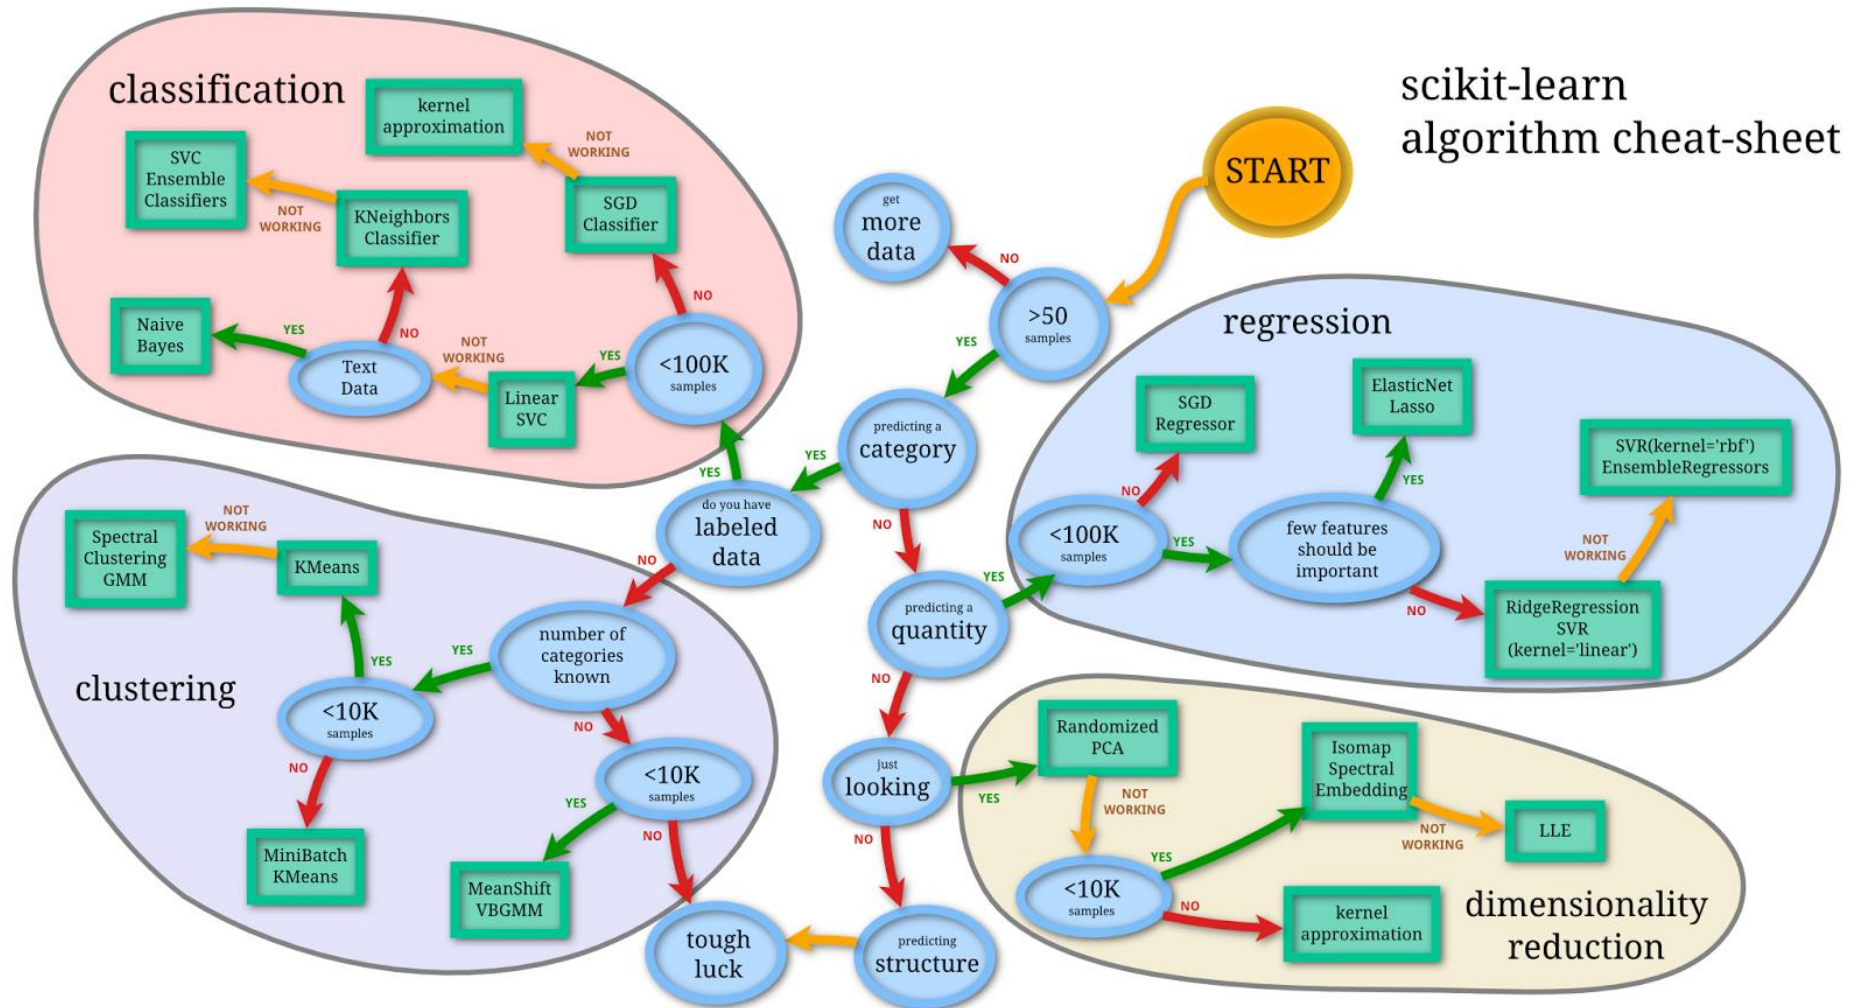 scikit-learn
algorithm cheat-sheet
START
>50
samples
NO
get
more
data
YES
predicting a
category
YES
do you have
labeled
data
YES
NO
classification
<100K
samples
NO
SGD
Classifier
NOT
WORKING
kernel
approximation
YES
Linear
SVC
NOT
WORKING
Text
Data
YES
Naive
Bayes
NO
KNeighbors
Classifier
NOT
WORKING
SVC
Ensemble
Classifiers
clustering
NO
number of
categories
known
YES
<10K
samples
YES
KMeans
NOT
WORKING
Spectral
Clustering
GMM
NO
MiniBatch
KMeans
NO
<10K
samples
YES
MeanShift
VBGMM
NO
tough
luck
predicting a
quantity
YES
regression
<100K
samples
NO
SGD
Regressor
YES
few features
should be
important
YES
ElasticNet
Lasso
NO
RidgeRegression
SVR
(kernel='linear')
NOT
WORKING
SVR(kernel='rbf')
EnsembleRegressors
NO
just
looking
YES
dimensionality
reduction
Randomized
PCA
NOT
WORKING
<10K
samples
YES
Isomap
Spectral
Embedding
NOT
WORKING
LLE
NO
kernel
approximation
NO
predicting
structure